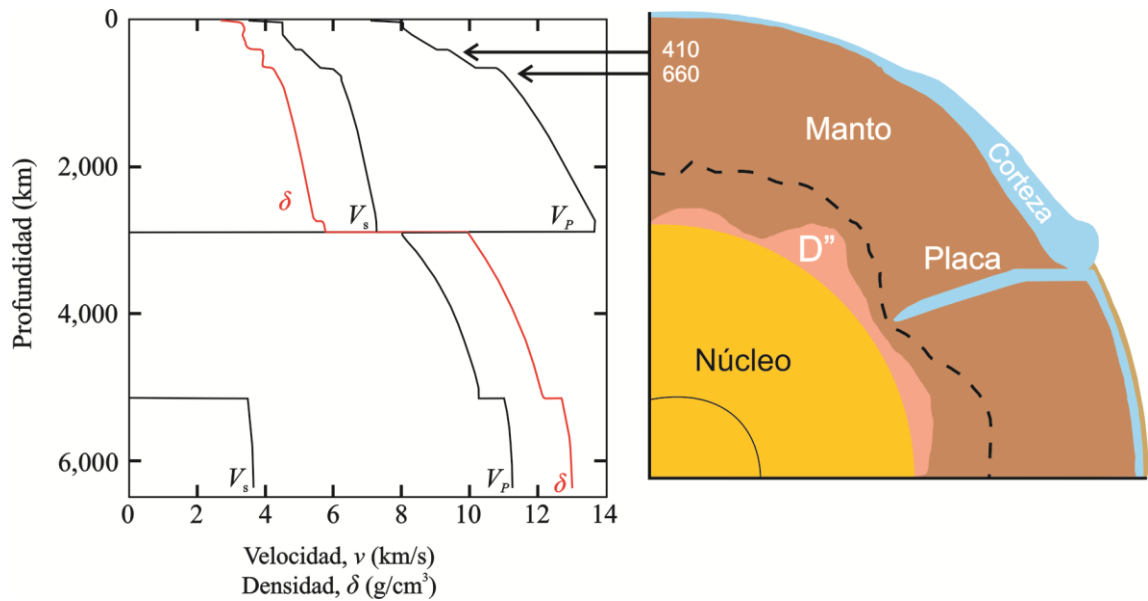 0
2,000
4,000
6,000
Profundidad (km)
δ
Vs
VP
Vs
VP
δ
0
2
4
6
8
10
12
14
Velocidad, v (km/s)
Densidad, δ (g/cm³)
410
660
Manto
Corteza
Placa
D”
Núcleo